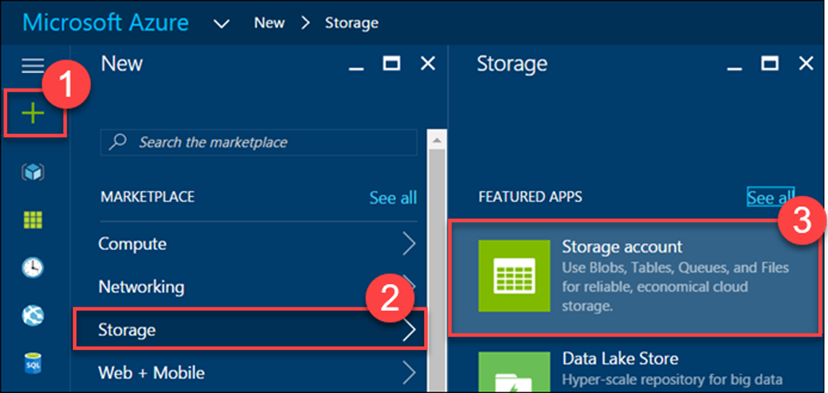 Microsoft Azure New > Storage
New
Storage
1
Search the marketplace
MARKETPLACE See all
FEATURED APPS See all
3
Compute
Networking
2
Storage
Web + Mobile
Storage account
Use Blobs, Tables, Queues, and Files
for reliable, economical cloud
storage.
Data Lake Store
Hyper-scale repository for big data
SQL